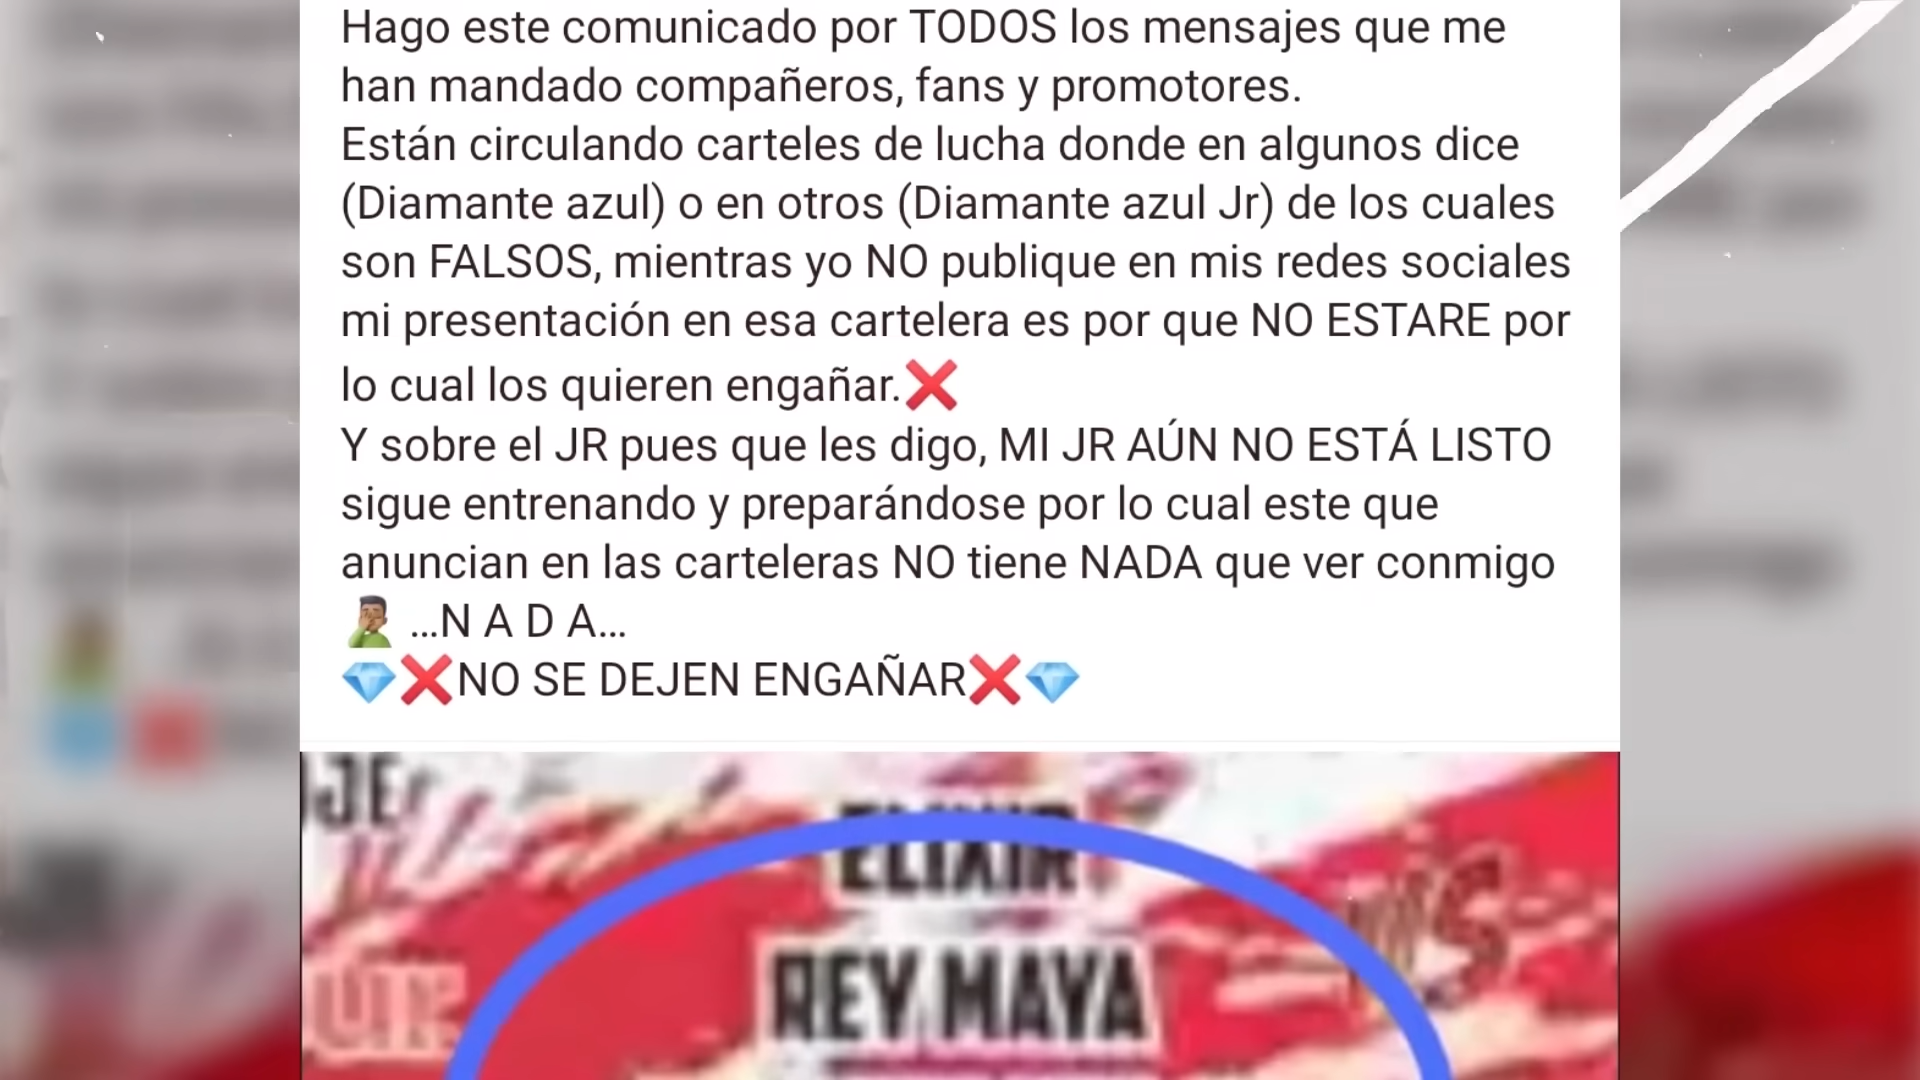 Hago este comunicado por TODOS los mensajes que me
han mandado compañeros, fans y promotores.
Están circulando carteles de lucha donde en algunos dice
(Diamante azul) o en otros (Diamante azul Jr) de los cuales
son FALSOS, mientras yo NO publique en mis redes sociales
mi presentación en esa cartelera es por que NO ESTARE por
lo cual los quieren engañar.❌
Y sobre el JR pues que les digo, MI JR AÚN NO ESTÁ LISTO
sigue entrenando y preparándose por lo cual este que
anuncian en las carteleras NO tiene NADA que ver conmigo
🤦🏽‍♂️ ...N A D A...
💎❌NO SE DEJEN ENGAÑAR❌💎
ELIXIR
REY MAYA